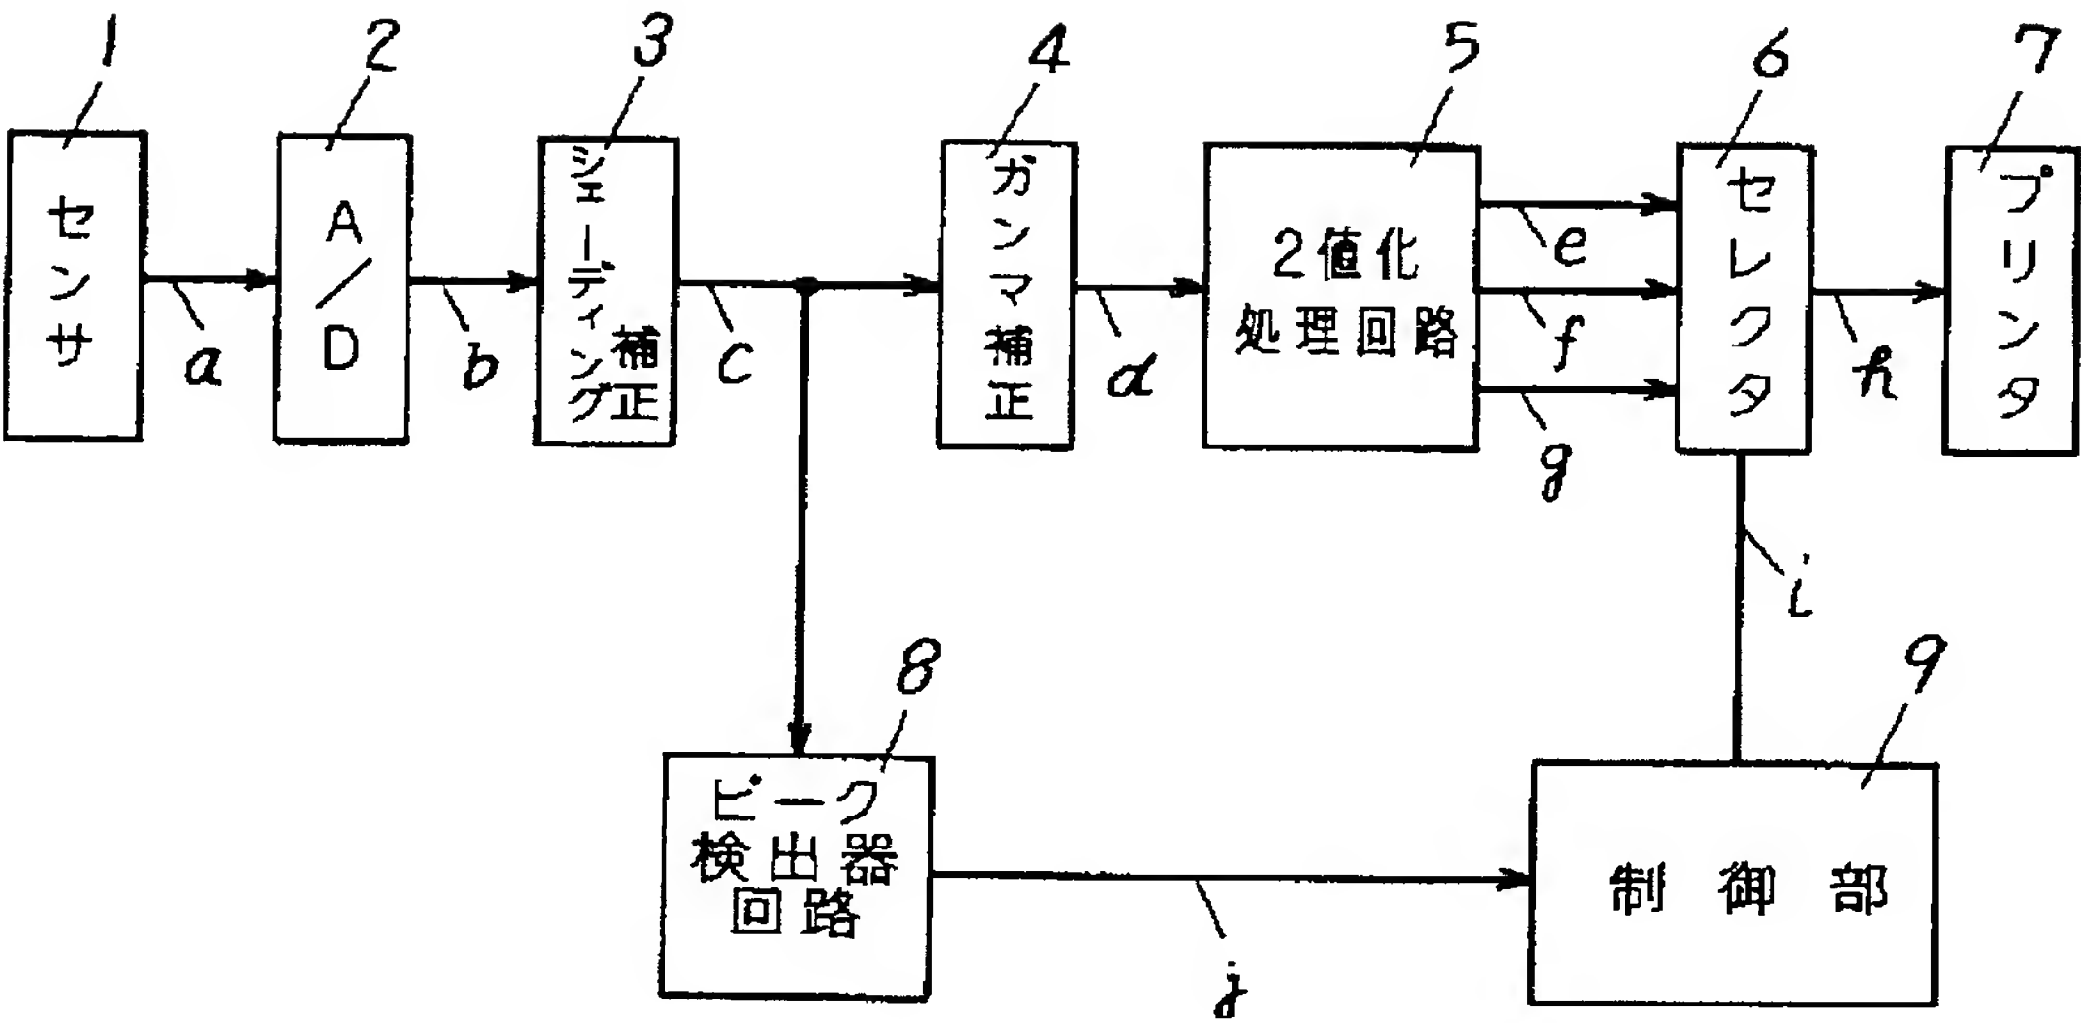 1
2
3
4
5
6
7
センサ
A/D
シェーディング
補正
ガンマ補正
2値化
処理回路
セレクタ
プリンタ
a
b
c
d
e
f
g
h
i
8
9
ピーク
検出器
回路
制御部
j